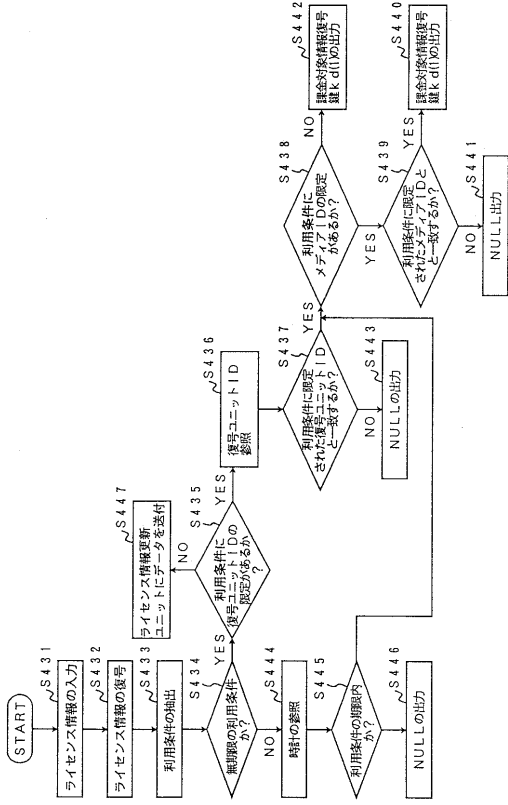 START
S431
ライセンス情報の入力
S432
ライセンス情報の復号
S433
利用条件の抽出
S434
無期限の利用条件
か?
YES
NO
S444
時計の参照
S445
利用条件の期限内
か?
S446
NULLの出力
S447
ライセンス情報更新
ユニットにデータを送付
NO
S435
利用条件に
復号ユニットIDの
限定があるか
?
YES
S436
復号ユニットID
参照
S437
利用条件に限定
された復号ユニットID
と一致するか?
YES
NO
S443
NULLの出力
S438
利用条件に
メディアIDの限定
があるか?
NO
YES
S442
課金対象情報復号
鍵kd(I)の出力
S439
利用条件に限定
されたメディアIDと
と一致するか?
YES
NO
S440
課金対象情報復号
鍵kd(I)の出力
S441
NULL出力